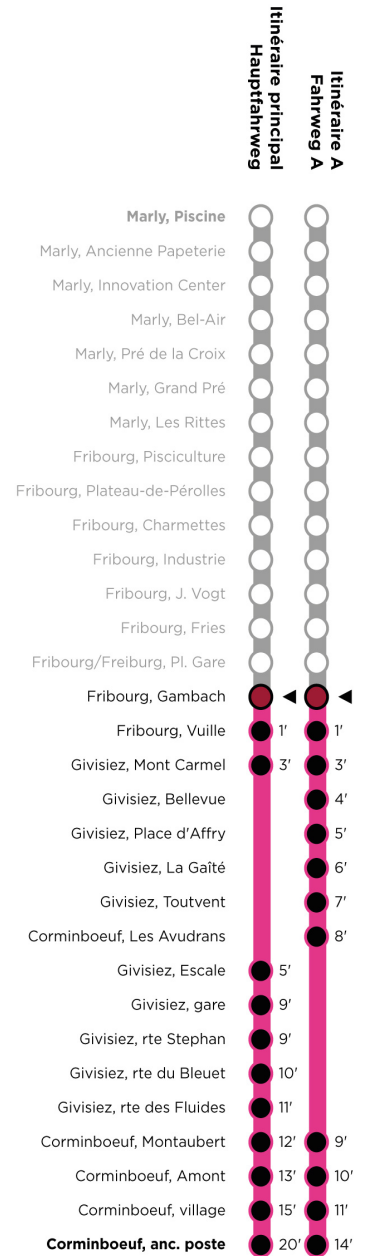 Itinéraire principal
Hauptfahrweg
Itinéraire A
Fahrweg A
Marly, Piscine
Marly, Ancienne Papeterie
Marly, Innovation Center
Marly, Bel-Air
Marly, Pré de la Croix
Marly, Grand Pré
Marly, Les Rittes
Fribourg, Pisciculture
Fribourg, Plateau-de-Pérolles
Fribourg, Charmettes
Fribourg, Industrie
Fribourg, J. Vogt
Fribourg, Fries
Fribourg/Freiburg, Pl. Gare
Fribourg, Gambach
Fribourg, Vuille 1' 1'
Givisiez, Mont Carmel 3' 3'
Givisiez, Bellevue 4'
Givisiez, Place d'Affry 5'
Givisiez, La Gaîté 6'
Givisiez, Toutvent 7'
Corminboeuf, Les Avudrans 8'
Givisiez, Escale 5'
Givisiez, gare 9'
Givisiez, rte Stephan 9'
Givisiez, rte du Bleuet 10'
Givisiez, rte des Fluides 11'
Corminboeuf, Montaubert 12' 9'
Corminboeuf, Amont 13' 10'
Corminboeuf, village 15' 11'
Corminboeuf, anc. poste 20' 14'